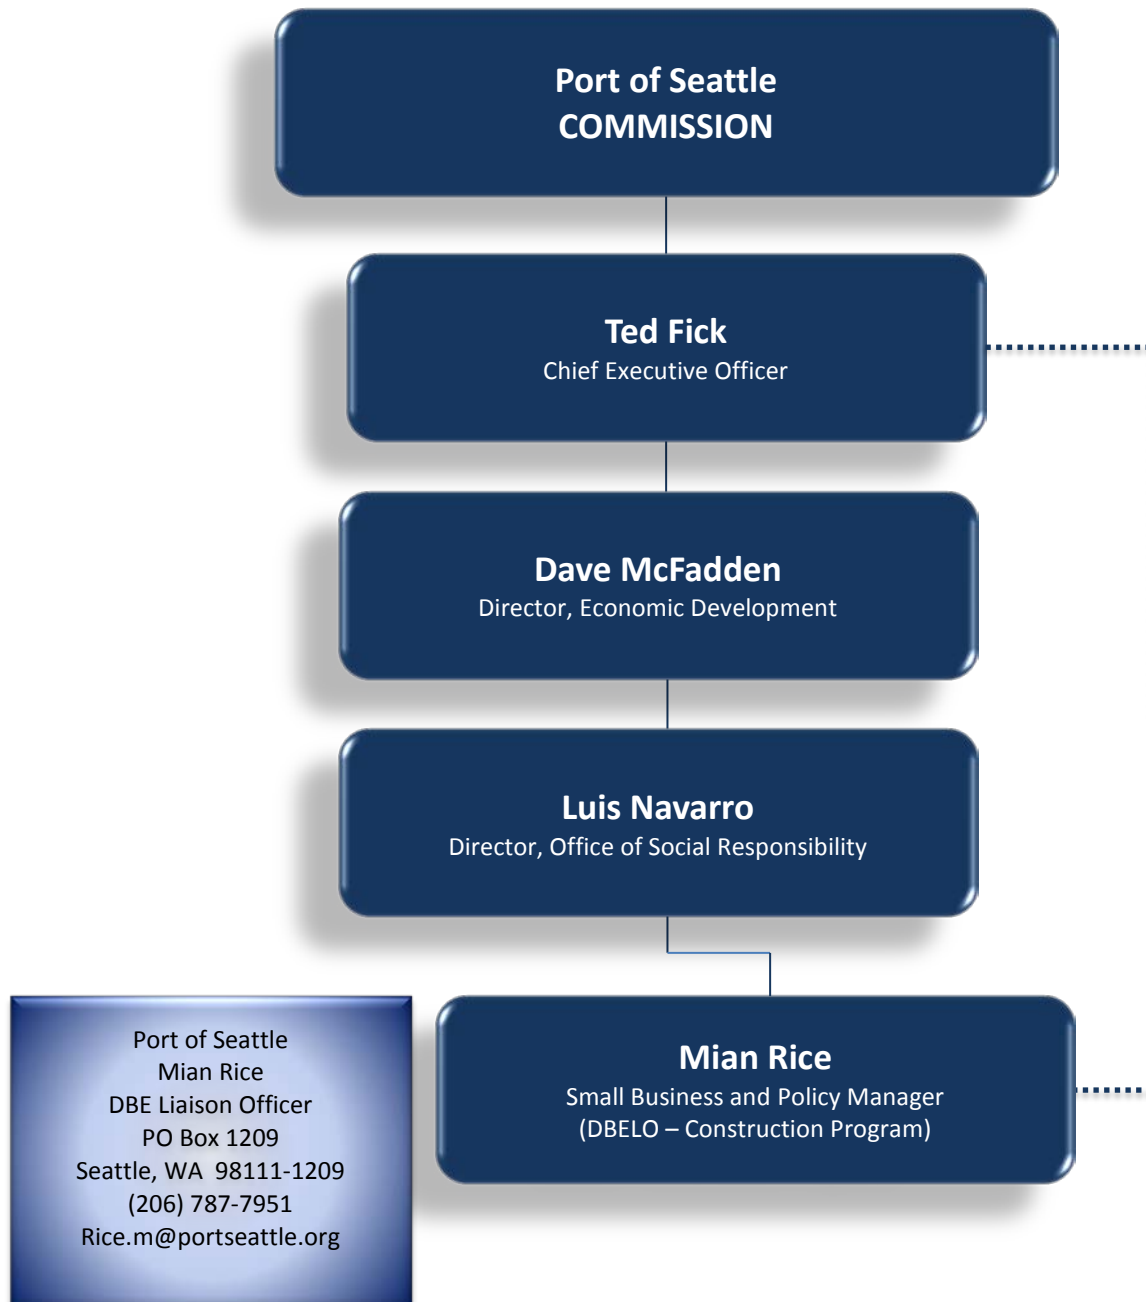 Port of Seattle
COMMISSION
Ted Fick
Chief Executive Officer
Dave McFadden
Director, Economic Development
Luis Navarro
Director, Office of Social Responsibility
Port of Seattle
Mian Rice
DBE Liaison Officer
PO Box 1209
Seattle, WA  98111-1209
(206) 787-7951
Rice.m@portseattle.org
Mian Rice
Small Business and Policy Manager
(DBELO – Construction Program)